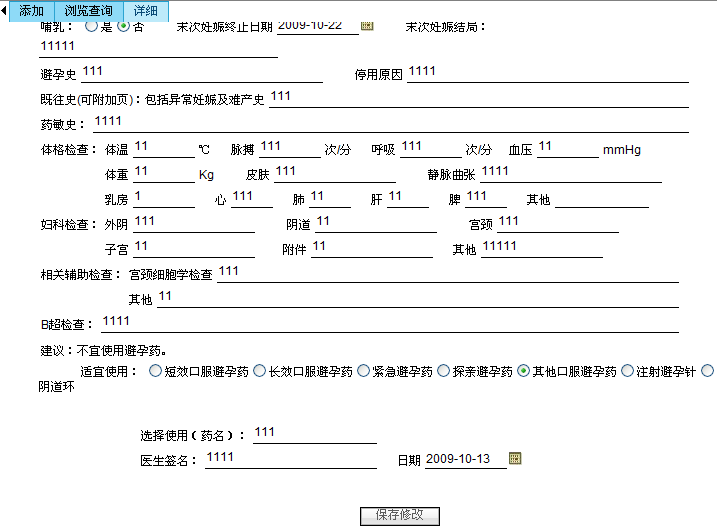 添加 浏览查询 详细
哺乳： 是 否 末次妊娠终止日期 2009-10-22 末次妊娠结局：
11111
避孕史 111 停用原因 1111
既往史(可附加页)：包括异常妊娠及难产史 111
药敏史： 1111
体格检查： 体温 11 ℃ 脉搏 111 次/分 呼吸 111 次/分 血压 11 mmHg
体重 11 Kg 皮肤 111 静脉曲张 1111
乳房 1 心 111 肺 11 肝 11 脾 111 其他
妇科检查： 外阴 111 阴道 11 宫颈 111
子宫 11 附件 11 其他 11111
相关辅助检查： 宫颈细胞学检查 111
其他 11
B超检查： 1111
建议：不宜使用避孕药。
适宜使用： 短效口服避孕药 长效口服避孕药 紧急避孕药 探亲避孕药 其他口服避孕药 注射避孕针
阴道环
选择使用（药名）： 111
医生签名： 1111 日期 2009-10-13
保存修改